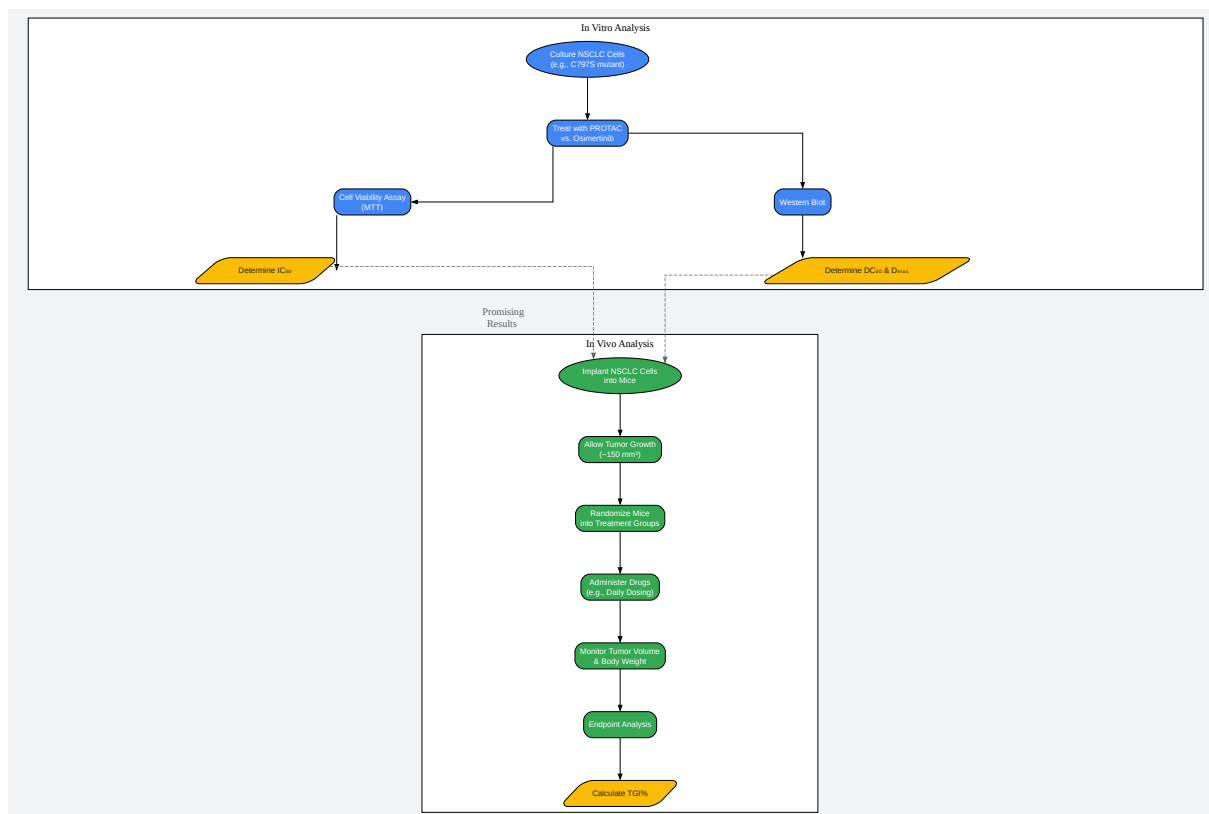 In Vitro Analysis
Culture NSCLC Cells
(e.g., C797S mutant)
Treat with PROTAC
vs. Osimertinib
Cell Viability Assay
(MTT)
Western Blot
Determine IC₅₀
Determine DC₅₀ & Dₘₐₓ
Promising
Results
In Vivo Analysis
Implant NSCLC Cells
into Mice
Allow Tumor Growth
(~150 mm³)
Randomize Mice
into Treatment Groups
Administer Drugs
(e.g., Daily Dosing)
Monitor Tumor Volume
& Body Weight
Endpoint Analysis
Calculate TGI%